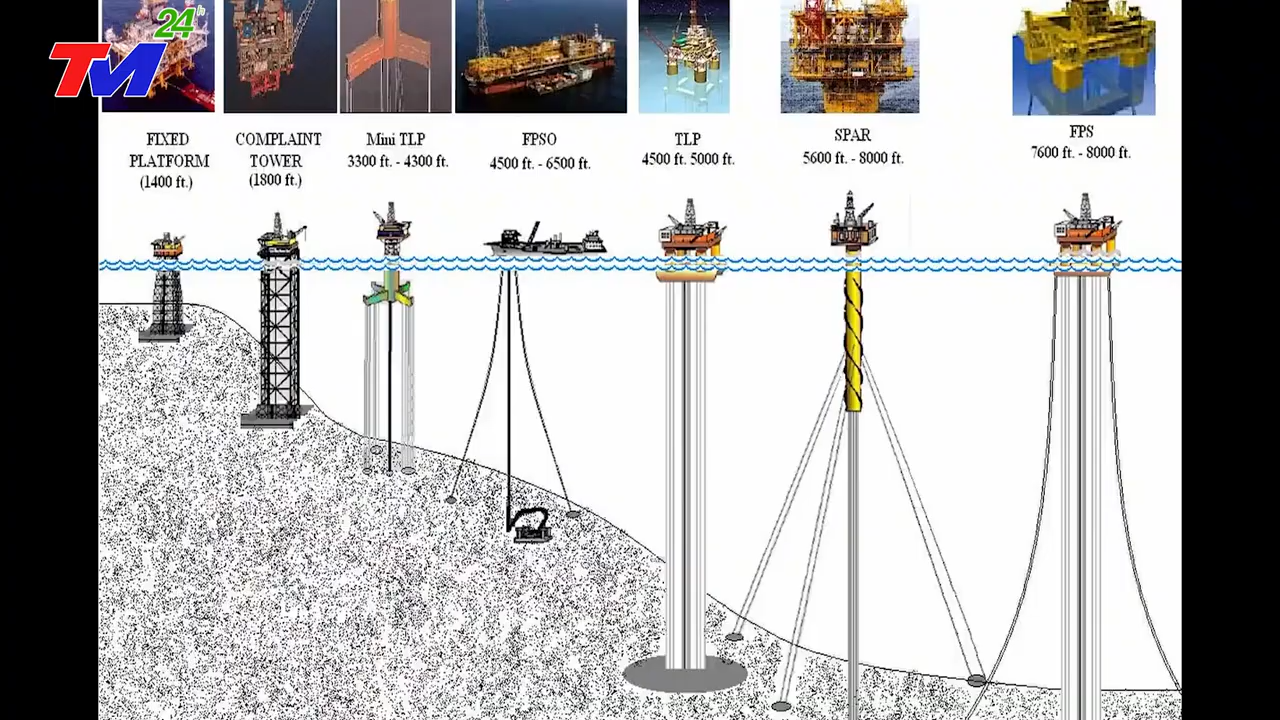 24h
TM
FIXED
PLATFORM
(1400 ft.)
COMPLAINT
TOWER
(1800 ft.)
Mini TLP
3300 ft. - 4300 ft.
FPSO
4500 ft. - 6500 ft.
TLP
4500 ft. 5000 ft.
SPAR
5600 ft. - 8000 ft.
FPS
7600 ft. - 8000 ft.